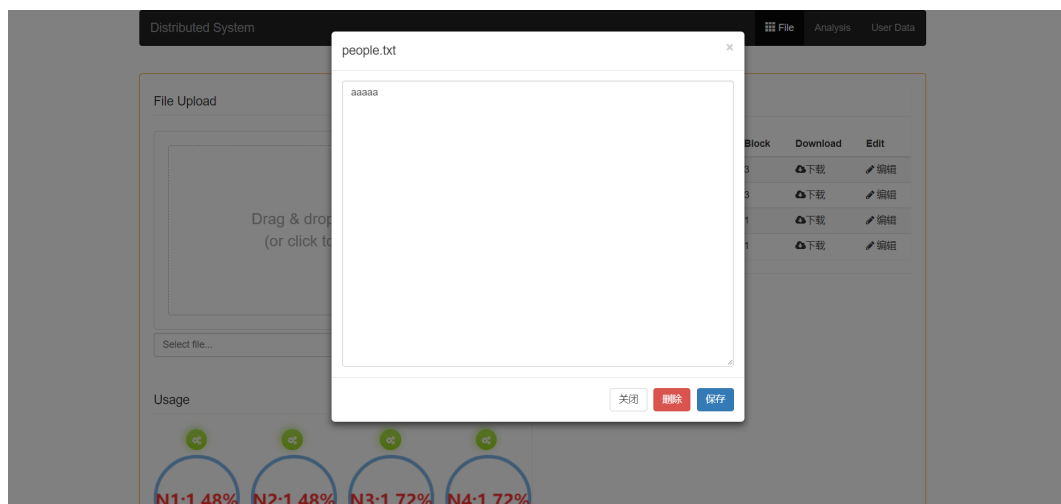 Distributed System
File
Analysis
User Data
people.txt
×
aaaaa
File Upload
Drag & drop
(or click to
Select file...
Block
Download
Edit
3
下载
编辑
3
下载
编辑
1
下载
编辑
1
下载
编辑
关闭
删除
保存
Usage
N1:1.48%
N2:1.48%
N3:1.72%
N4:1.72%